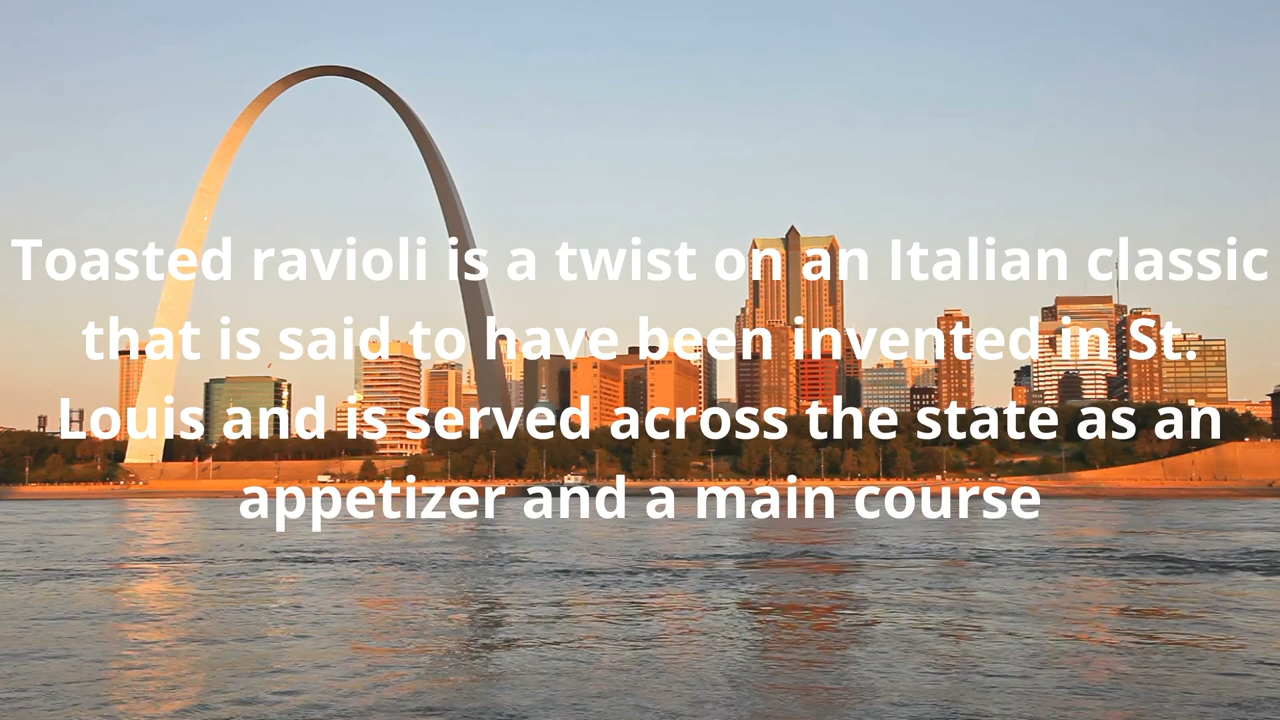 Toasted ravioli is a twist on an Italian classic
that is said to have been invented in St.
Louis and is served across the state as an
appetizer and a main course